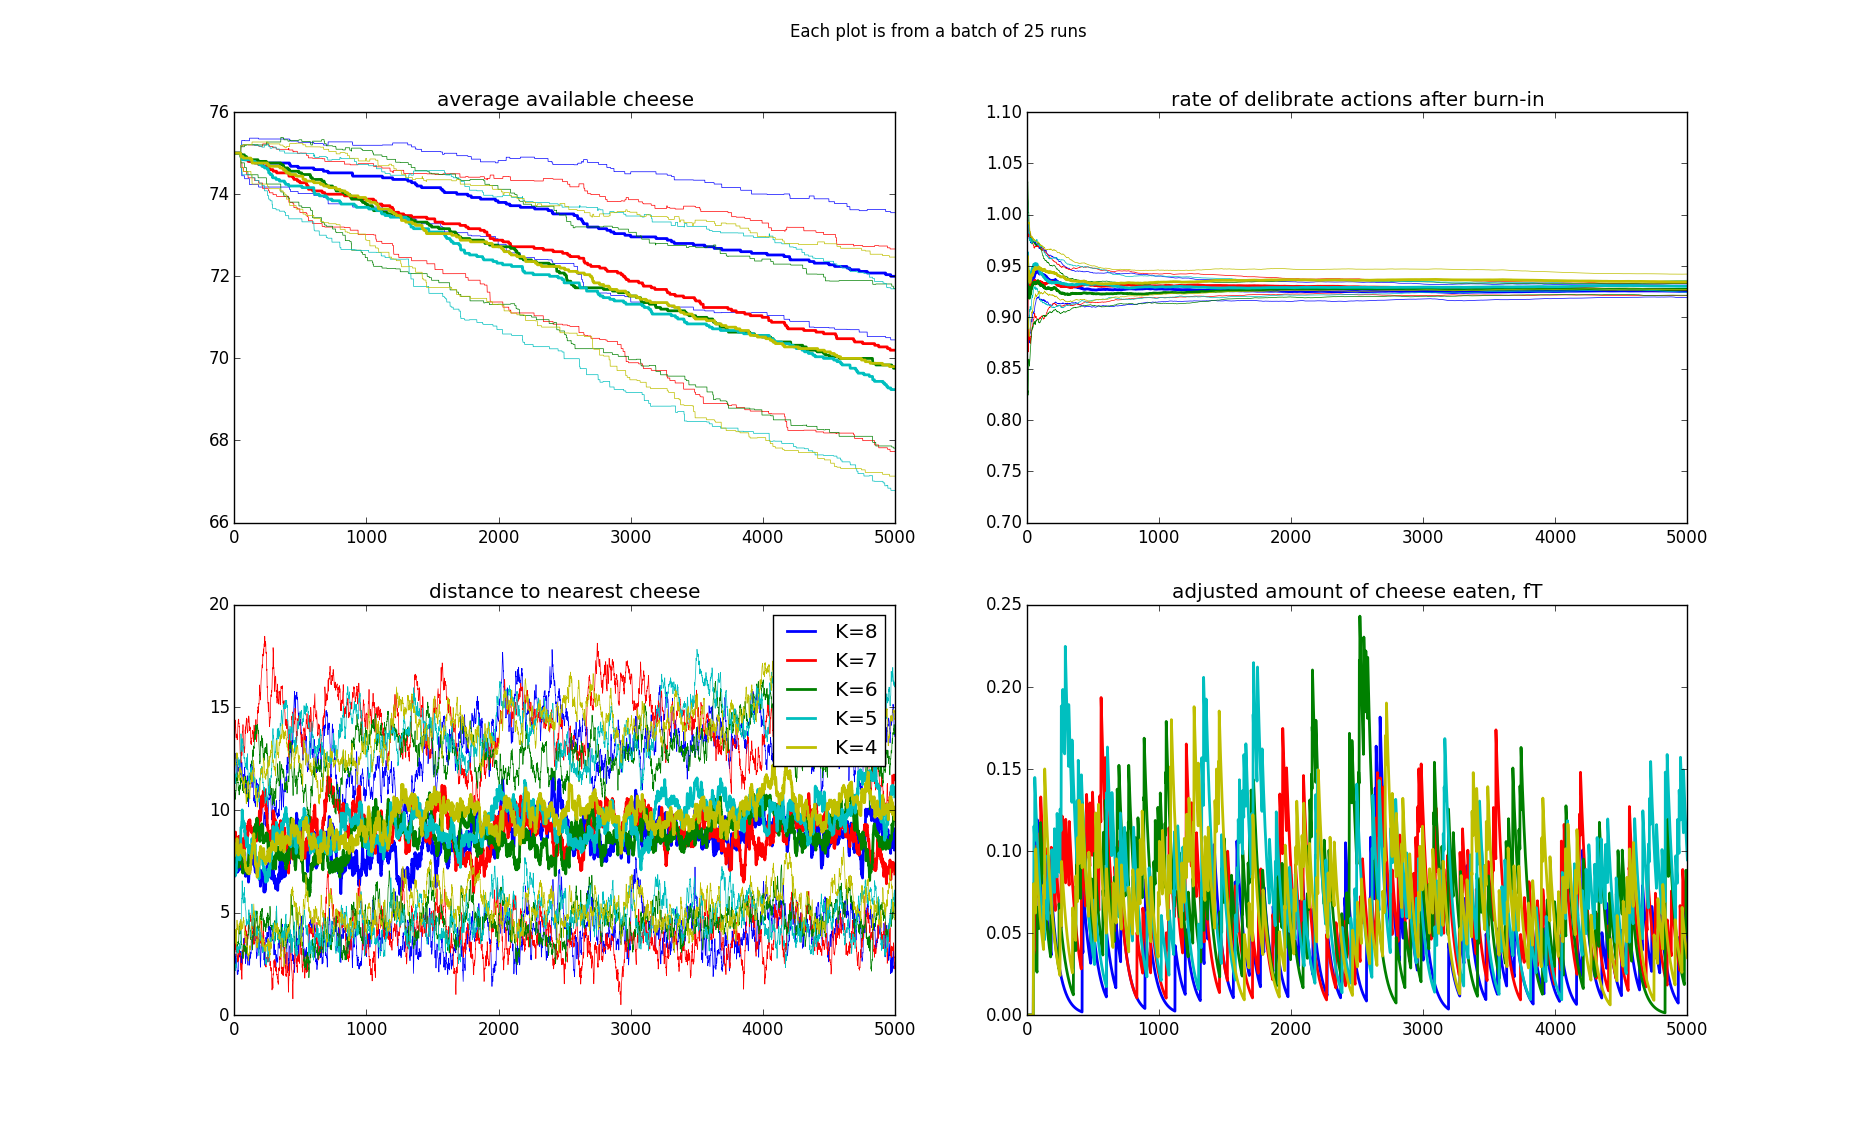 Each plot is from a batch of 25 runs
average available cheese
76
74
72
70
68
66
0 1000 2000 3000 4000 5000
rate of delibrate actions after burn-in
1.10
1.05
1.00
0.95
0.90
0.85
0.80
0.75
0.70
0 1000 2000 3000 4000 5000
distance to nearest cheese
20
15
10
5
0
0 1000 2000 3000 4000 5000
K=8
K=7
K=6
K=5
K=4
adjusted amount of cheese eaten, fT
0.25
0.20
0.15
0.10
0.05
0.00
0 1000 2000 3000 4000 5000